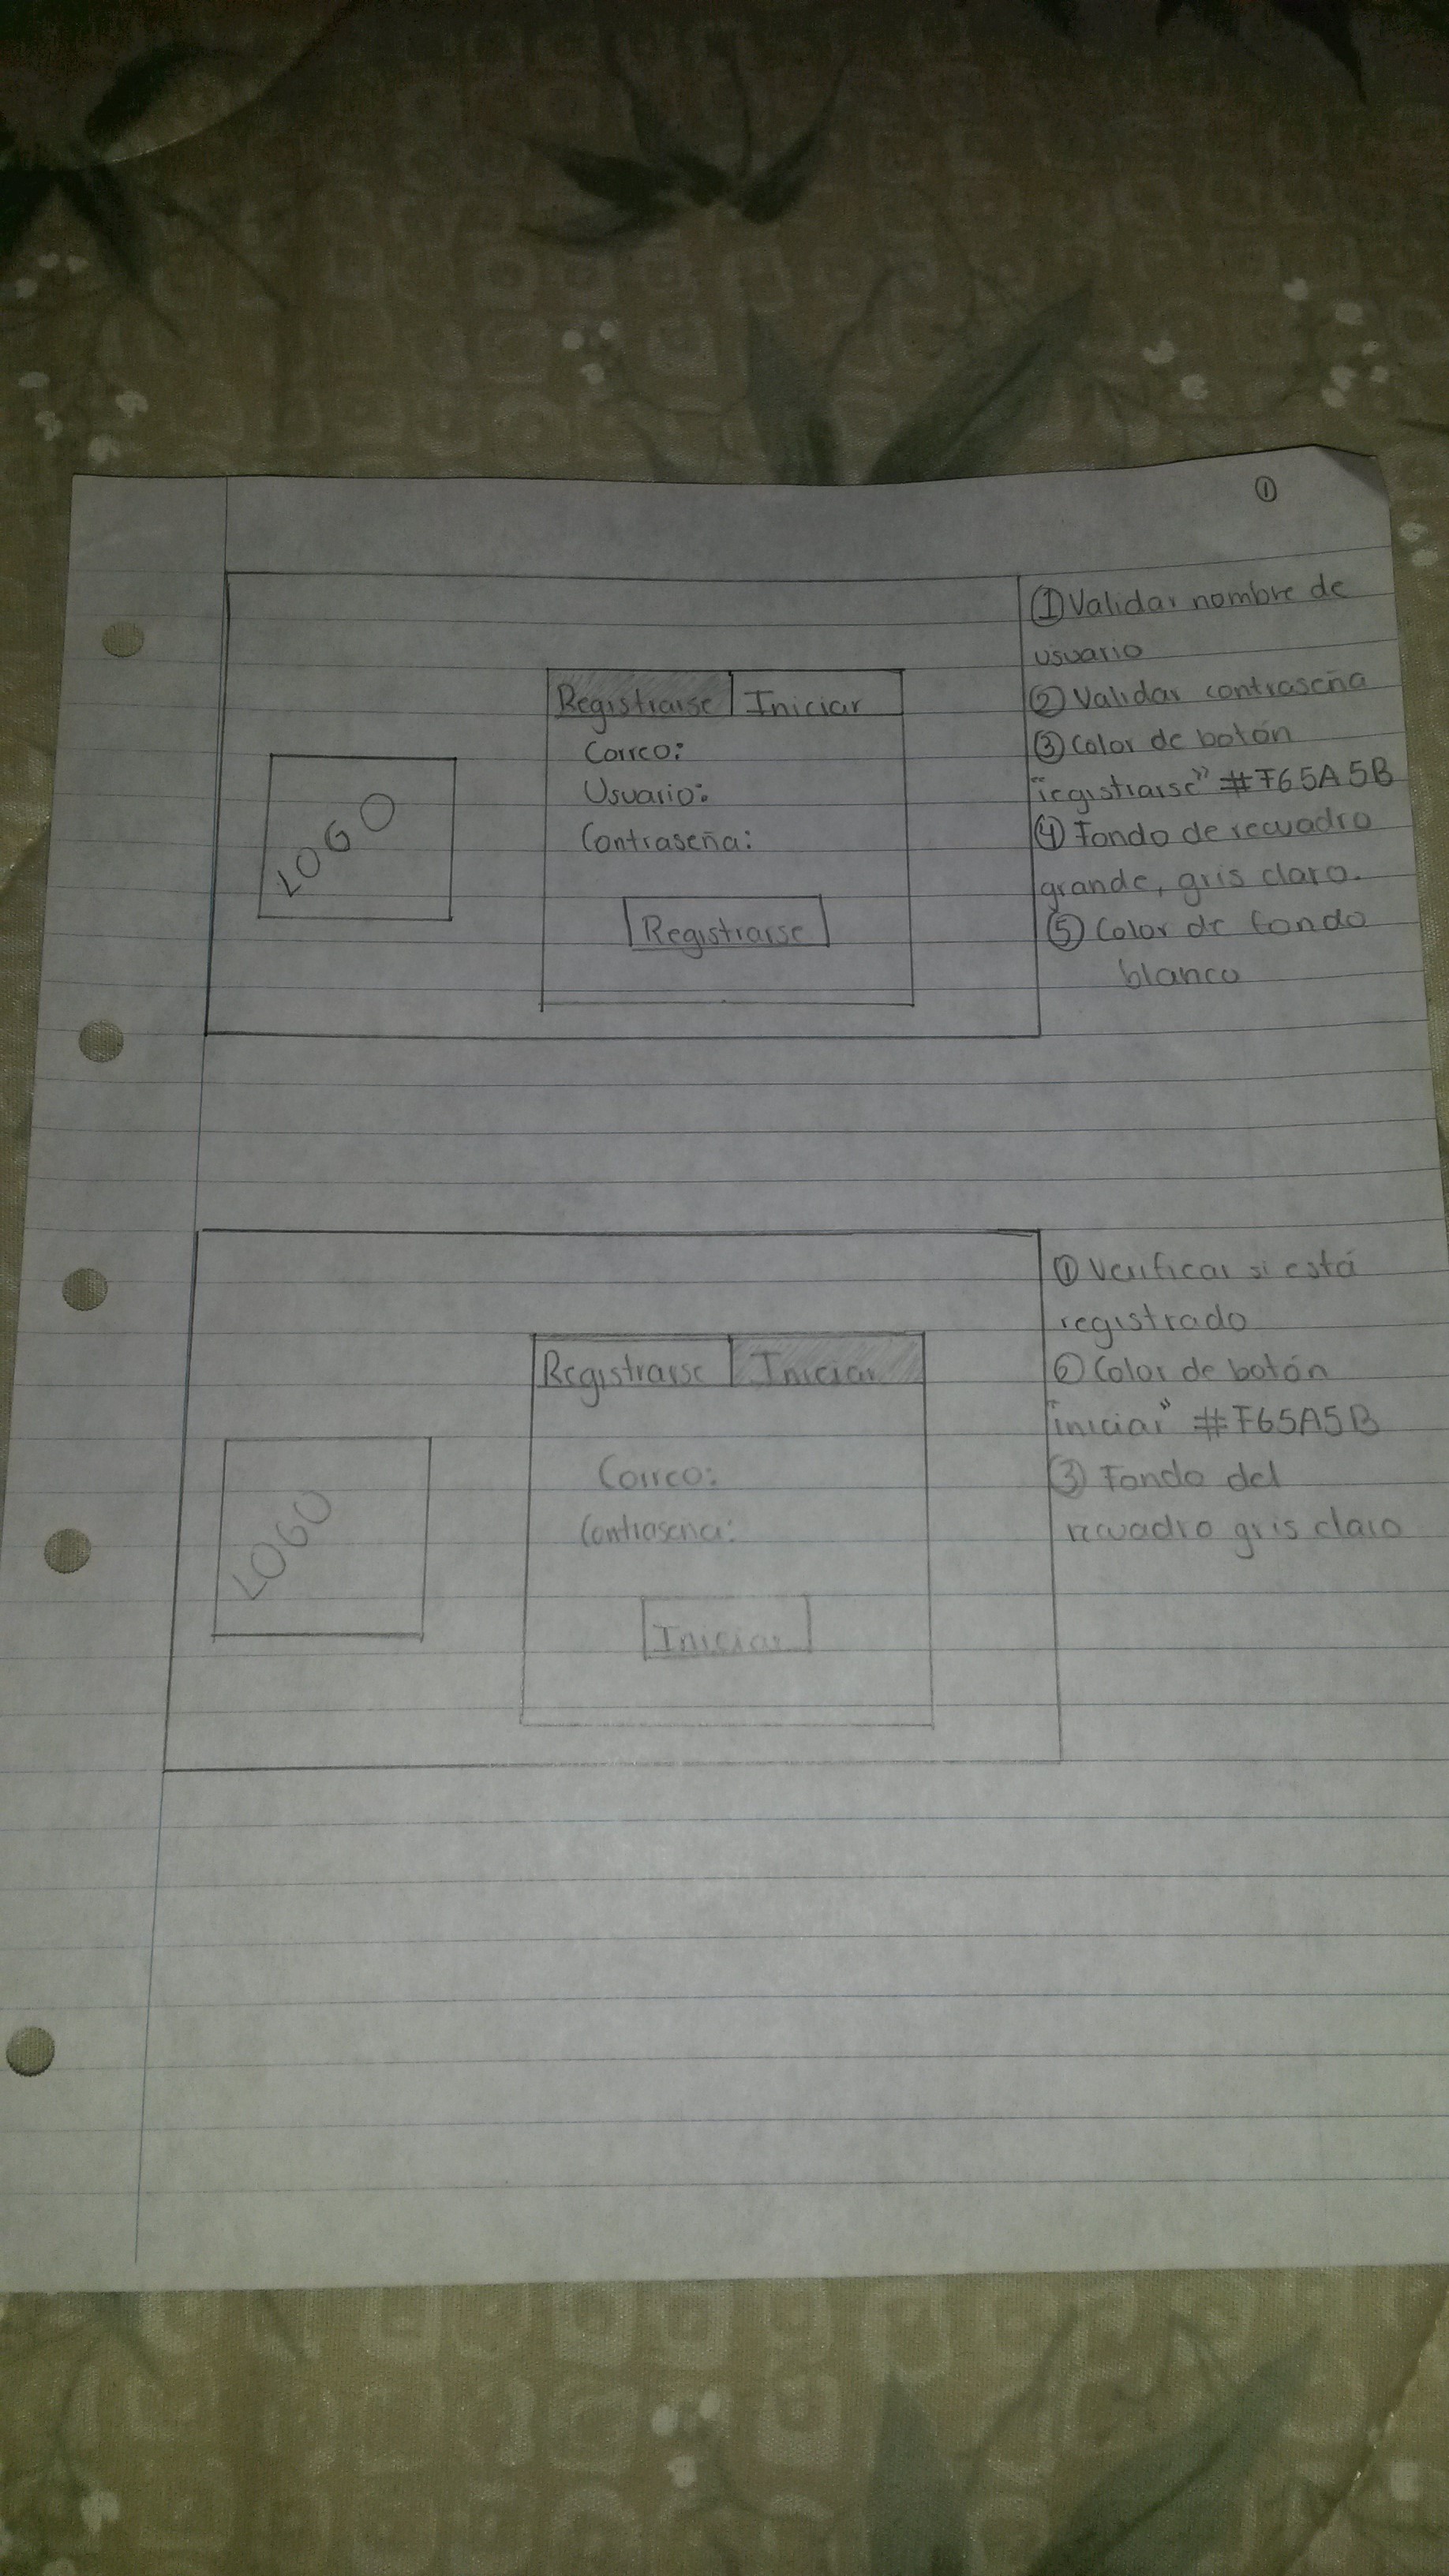 ①
Registrarse Iniciar
Correo:
Usuario:
Contraseña:
Registrarse
LOGO
① Validar nombre de
usuario
② Validar contraseña
③ Color de botón
"registrarse" #F65A5B
④ Fondo de recuadro
grande, gris claro.
⑤ Color de fondo
blanco
Registrarse Iniciar
Correo:
Contrasena:
Iniciar
LOGO
① Verificar si está
registrado
② Color de botón
"iniciar" #F65A5B
③ Fondo del
recuadro gris claro